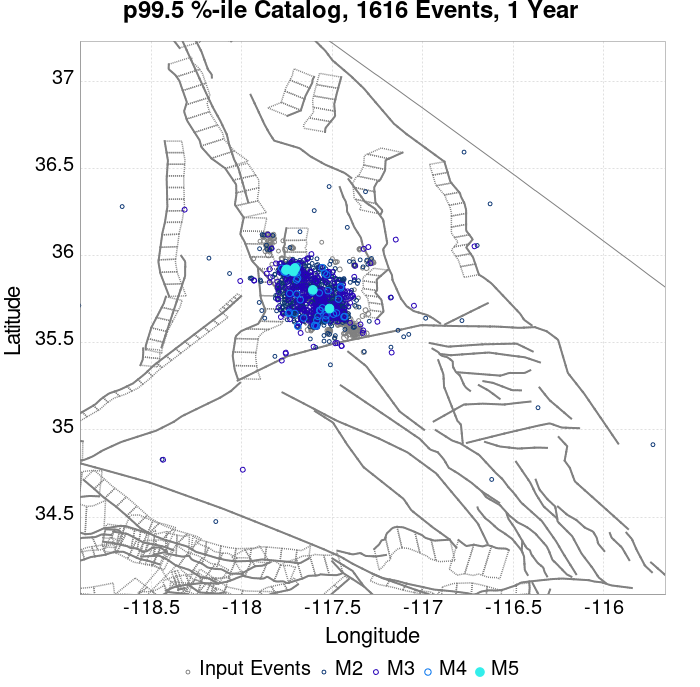 p99.5 %-ile Catalog, 1616 Events, 1 Year
37
36.5
36
35.5
35
34.5
Latitude
-118.5 -118 -117.5 -117 -116.5 -116
Longitude
Input Events M2 M3 M4 M5